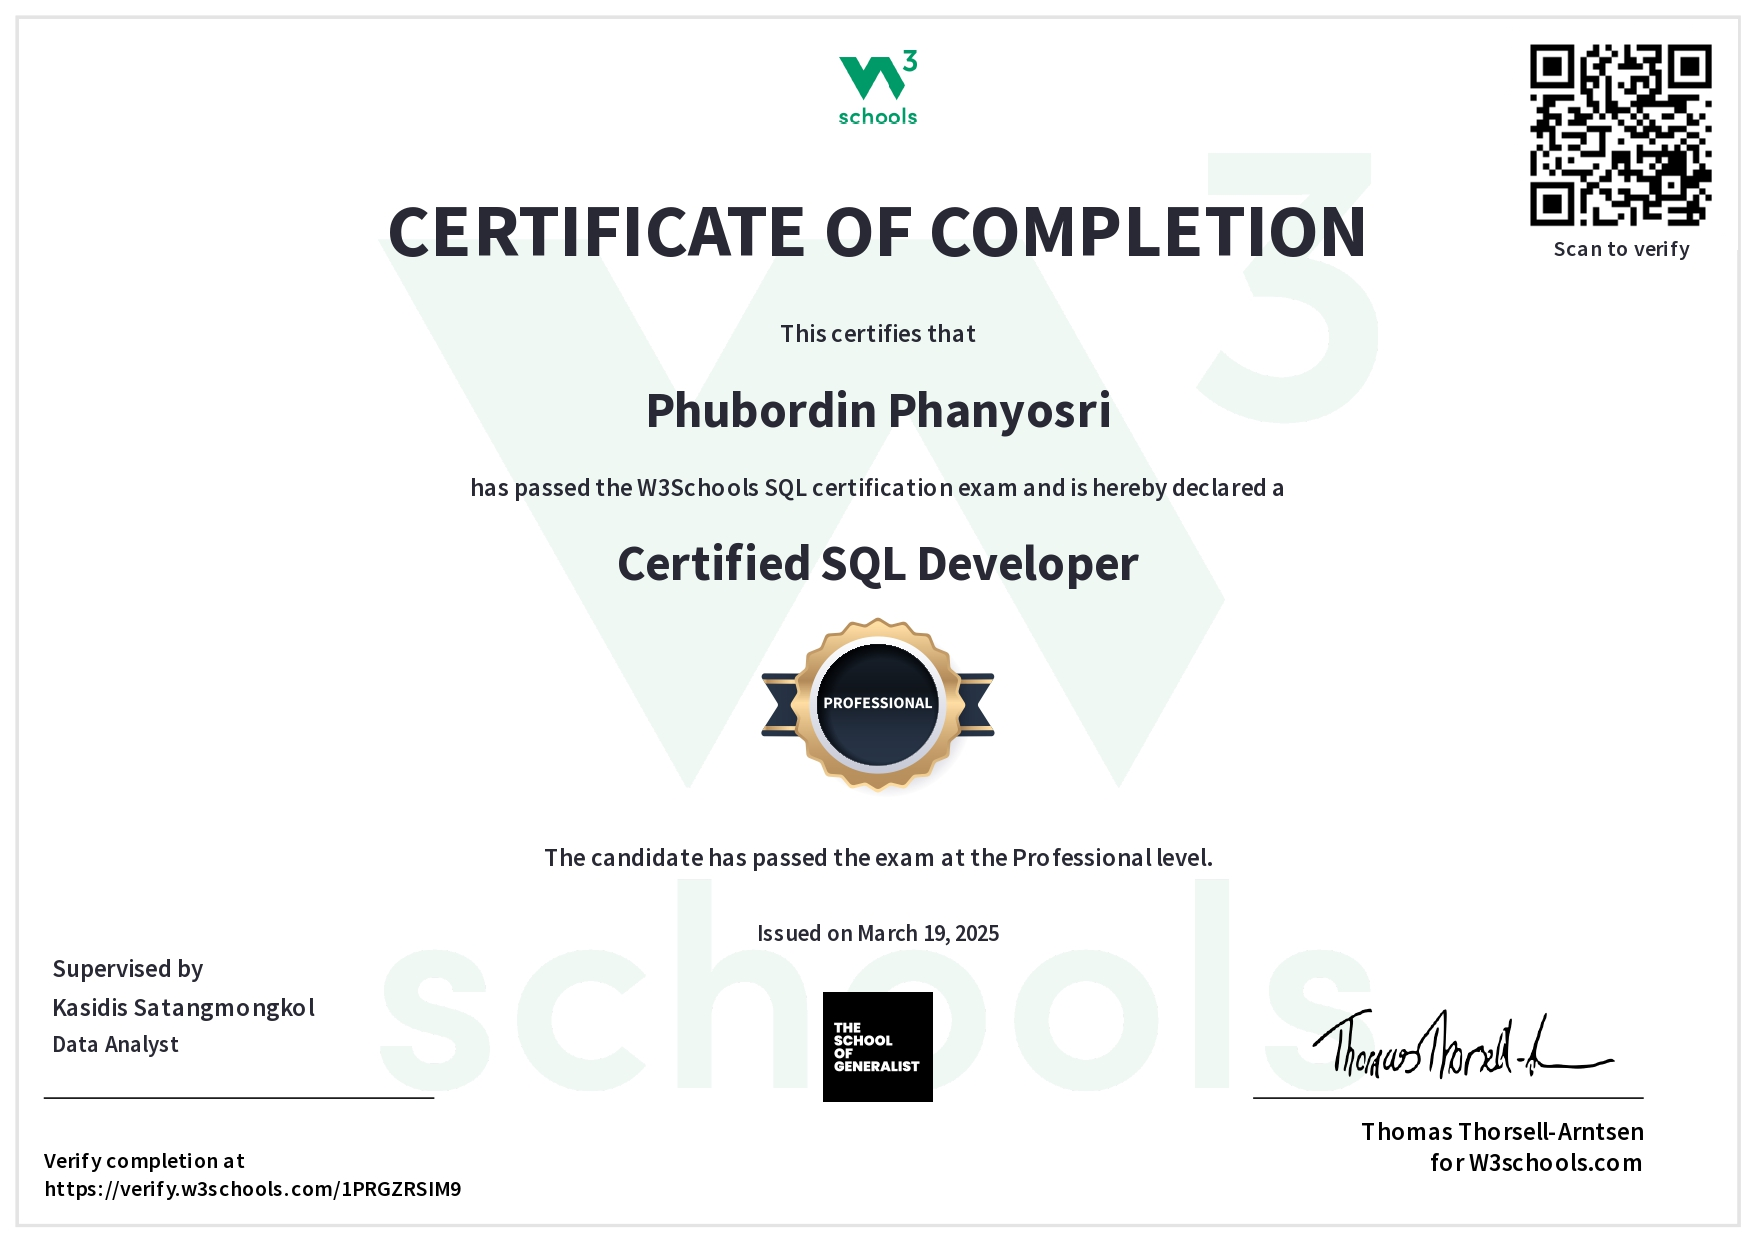 W3
schools
Scan to verify
CERTIFICATE OF COMPLETION
This certifies that
Phubordin Phanyosri
has passed the W3Schools SQL certification exam and is hereby declared a
Certified SQL Developer
PROFESSIONAL
The candidate has passed the exam at the Professional level.
Issued on March 19, 2025
Supervised by
Kasidis Satangmongkol
Data Analyst
THE
SCHOOL
OF
GENERALIST
Thomas Thorsell-A
Thomas Thorsell-Arntsen
for W3schools.com
Verify completion at
https://verify.w3schools.com/1PRGZRSIM9